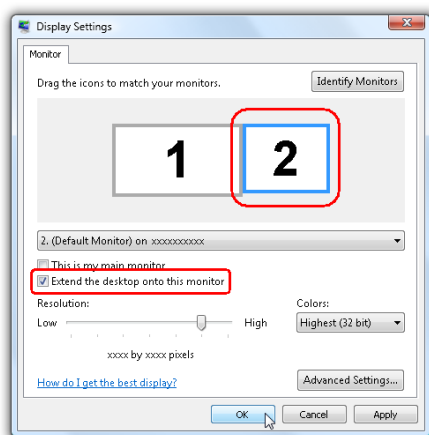 Display Settings
Monitor
Drag the icons to match your monitors.
Identify Monitors
1
2
2. (Default Monitor) on xxxxxxxxxx
This is my main monitor
Extend the desktop onto this monitor
Resolution:
Colors:
Low
High
Highest (32 bit)
xxxx by xxxx pixels
How do I get the best display?
Advanced Settings...
OK
Cancel
Apply